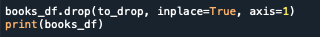 books_df.drop(to_drop, inplace=True, axis=1)
print(books_df)